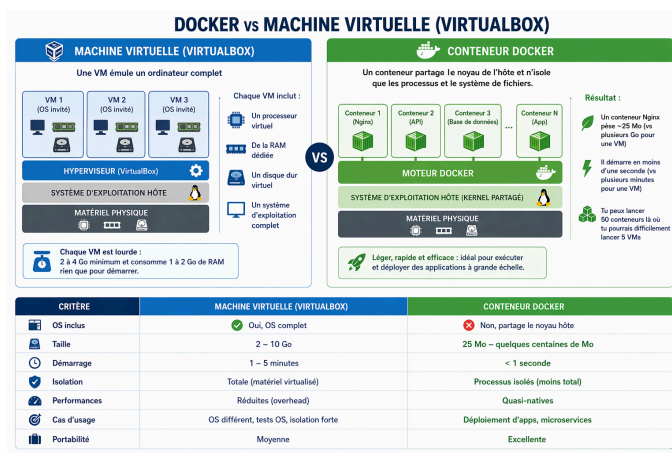 DOCKER vs MACHINE VIRTUELLE (VIRTUALBOX)
MACHINE VIRTUELLE (VIRTUALBOX)
Une VM émule un ordinateur complet
VM 1
(OS invité)
VM 2
(OS invité)
VM 3
(OS invité)
HYPERVISEUR (VirtualBox)
SYSTÈME D'EXPLOITATION HÔTE
MATÉRIEL PHYSIQUE
Chaque VM inclut :
Un processeur
virtuel
De la RAM
dédiée
Un disque dur
virtuel
Un système
d'exploitation
complet
Chaque VM est lourde :
2 à 4 Go minimum et consomme 1 à 2 Go de RAM
rien que pour démarrer.
VS
CONTENEUR DOCKER
Un conteneur partage le noyau de l'hôte et n'isole
que les processus et le système de fichiers.
Conteneur 1
(Nginx)
Conteneur 2
(API)
Conteneur 3
(Base de données)
...
Conteneur N
(App)
MOTEUR DOCKER
SYSTÈME D'EXPLOITATION HÔTE (KERNEL PARTAGÉ)
MATÉRIEL PHYSIQUE
Résultat :
Un conteneur Nginx
pèse ~25 Mo (vs
plusieurs Go pour
une VM)
Il démarre en moins
d'une seconde (vs
plusieurs minutes
pour une VM)
Tu peux lancer
50 conteneurs là où
tu pourrais difficilement
lancer 5 VMs
Léger, rapide et efficace : idéal pour exécuter
et déployer des applications à grande échelle.
CRITÈRE MACHINE VIRTUELLE (VIRTUALBOX) CONTENEUR DOCKER
OS inclus Oui, OS complet Non, partage le noyau hôte
Taille 2 – 10 Go 25 Mo – quelques centaines de Mo
Démarrage 1 – 5 minutes < 1 seconde
Isolation Totale (matériel virtualisé) Processus isolés (moins total)
Performances Réduites (overhead) Quasi-natives
Cas d'usage OS différent, tests OS, isolation forte Déploiement d'apps, microservices
Portabilité Moyenne Excellente